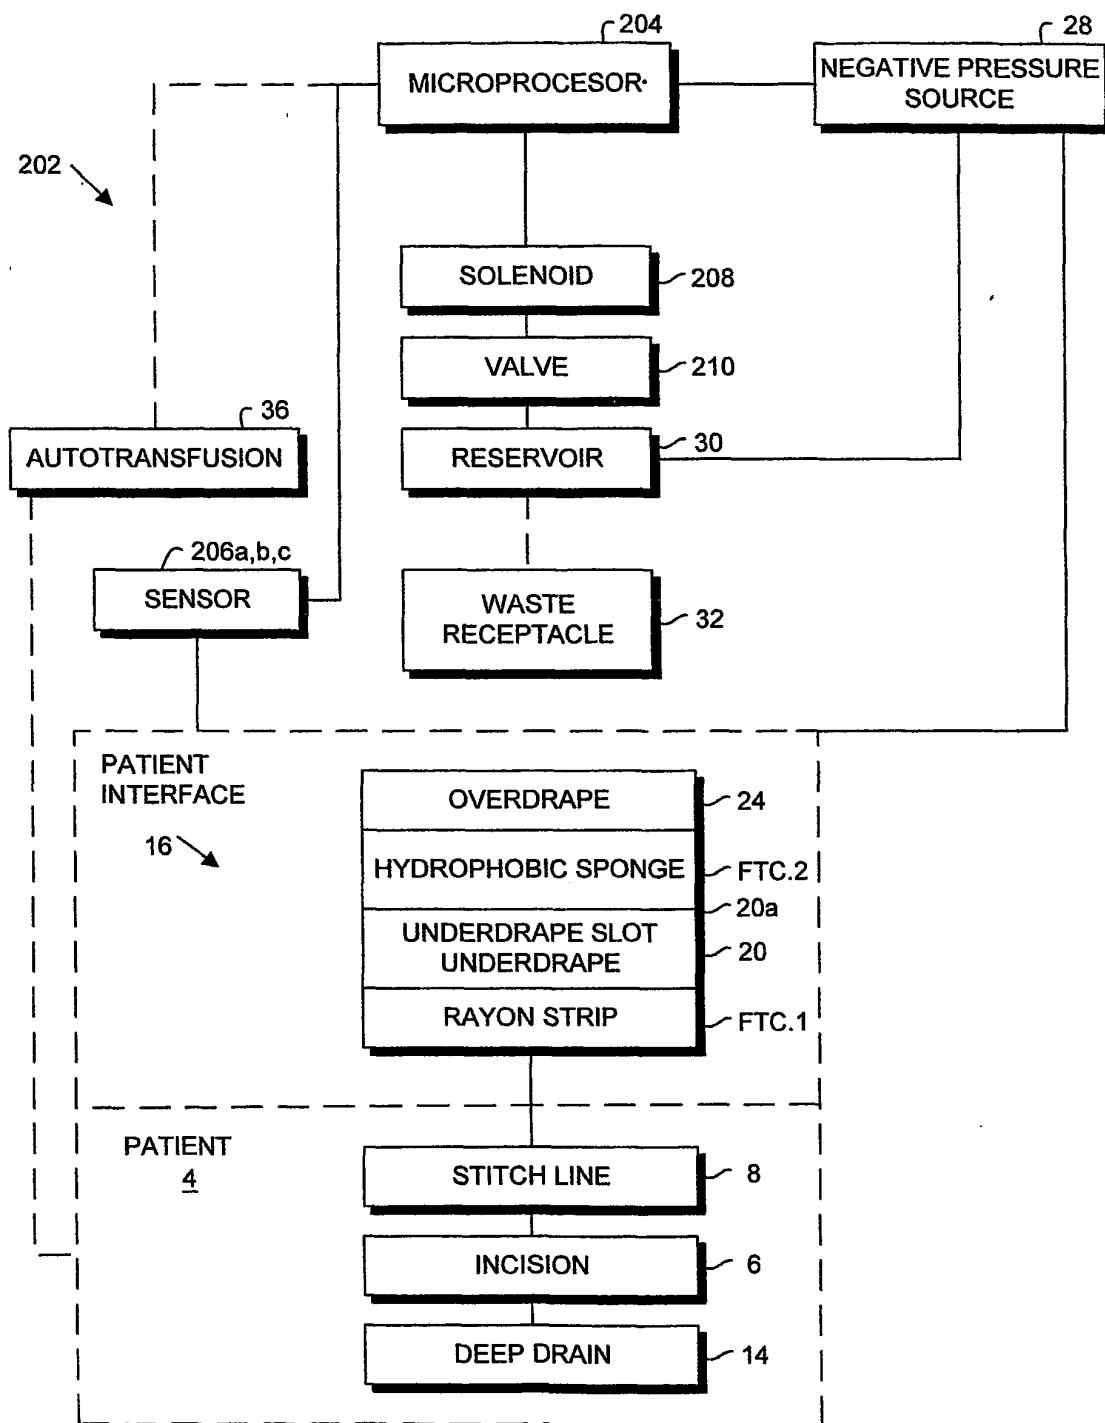 204
28
MICROPROCESOR
NEGATIVE PRESSURE
SOURCE
202
SOLENOID
208
VALVE
210
36
AUTOTRANSFUSION
RESERVOIR
30
206a,b,c
SENSOR
WASTE
RECEPTACLE
32
PATIENT
INTERFACE
16
OVERDRAPE
24
HYDROPHOBIC SPONGE
FTC.2
20a
UNDERDRAPE SLOT
UNDERDRAPE
20
RAYON STRIP
FTC.1
PATIENT
4
STITCH LINE
8
INCISION
6
DEEP DRAIN
14